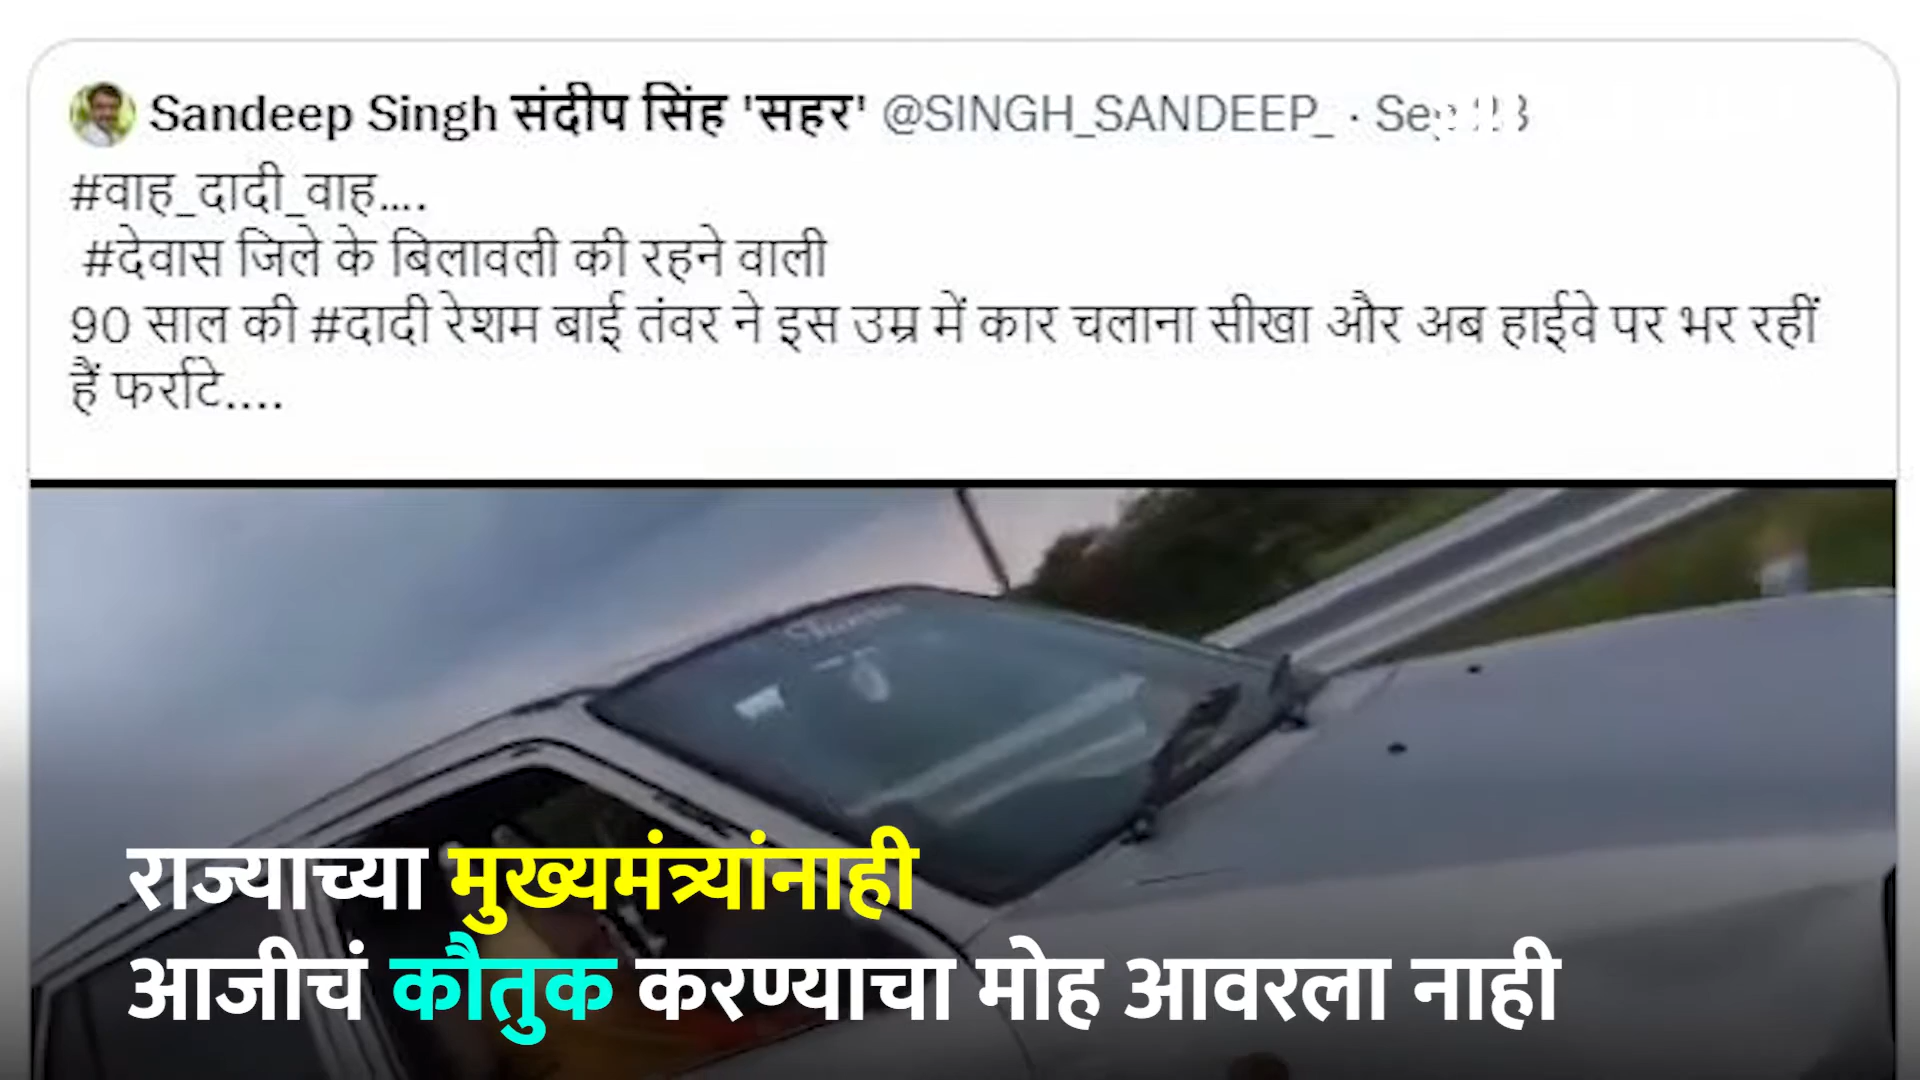 Sandeep Singh संदीप सिंह 'सहर' @SINGH_SANDEEP_ ·
#वाह_दादी_वाह....
#देवास जिले के बिलावली की रहने वाली
90 साल की #दादी रेशम बाई तंवर ने इस उम्र में कार चलाना सीखा और अब हाईवे पर भर रहीं
हैं फर्राटे....
राज्याच्या मुख्यमंत्र्यांनाही
आजीचं कौतुक करण्याचा मोह आवरला नाही